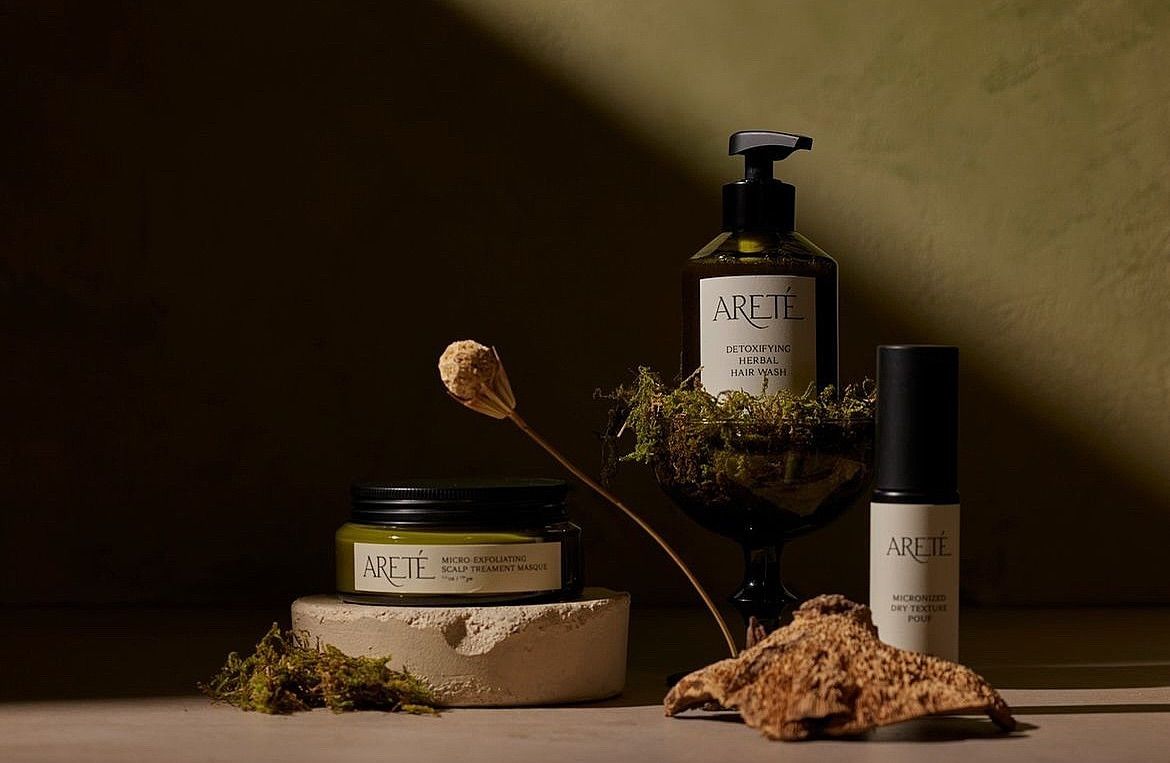 ARETÉ
DETOXIFYING
HERBAL
HAIR WASH
ARETÉ
MICRO-EXFOLIATING
SCALP TREAMENT MASQUE
ARETÉ
MICRONIZED
DRY TEXTURE
POUF